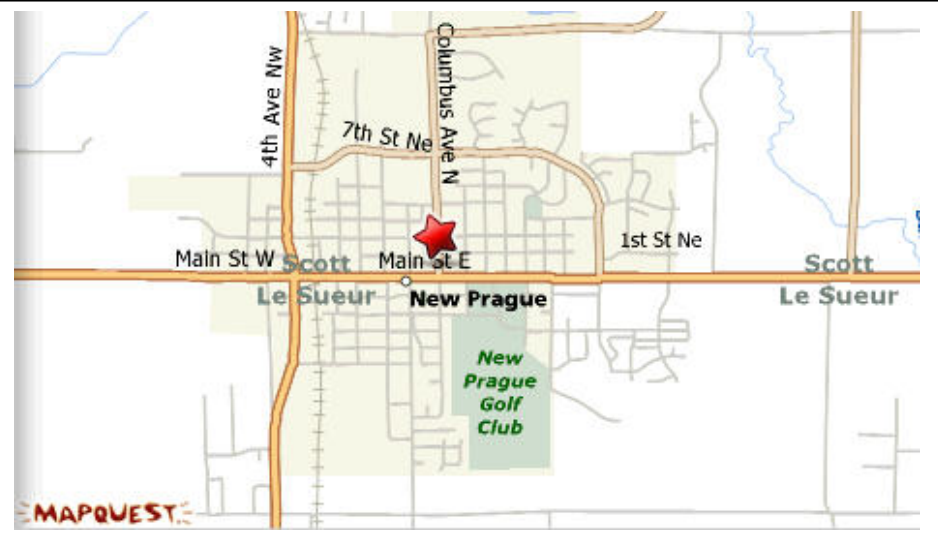 Columbus Ave N
4th Ave Nw
7th St Ne
1st St Ne
Main St W
Main St E
Scott
Scott
Le Sueur
Le Sueur
New Prague
New
Prague
Golf
Club
MAPQUEST